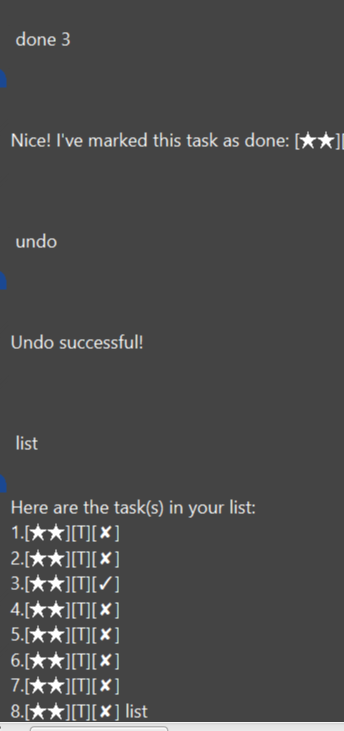 done 3
Nice! I've marked this task as done: [★★][
undo
Undo successful!
list
Here are the task(s) in your list:
1.[★★][T][✘]
2.[★★][T][✘]
3.[★★][T][✓]
4.[★★][T][✘]
5.[★★][T][✘]
6.[★★][T][✘]
7.[★★][T][✘]
8.[★★][T][✘] list